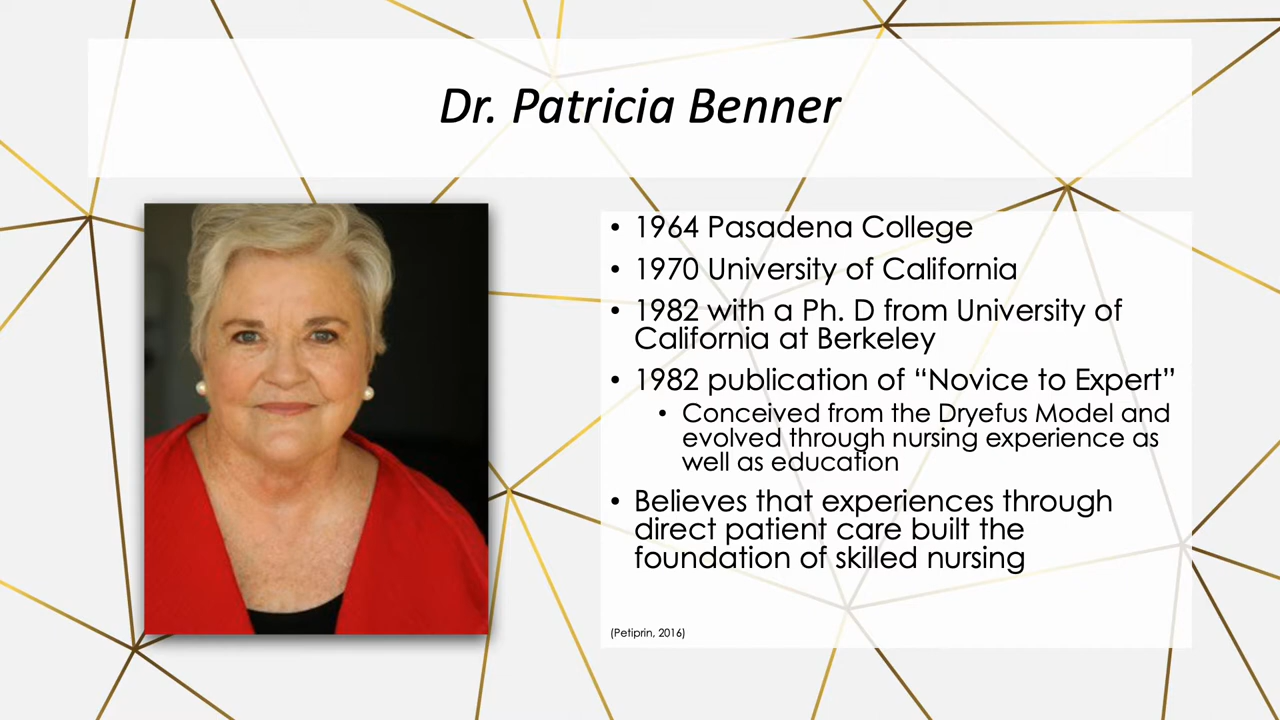 Dr. Patricia Benner
• 1964 Pasadena College
• 1970 University of California
• 1982 with a Ph. D from University of
California at Berkeley
• 1982 publication of “Novice to Expert”
• Conceived from the Dryefus Model and
evolved through nursing experience as
well as education
• Believes that experiences through
direct patient care built the
foundation of skilled nursing
(Petiprin, 2016)